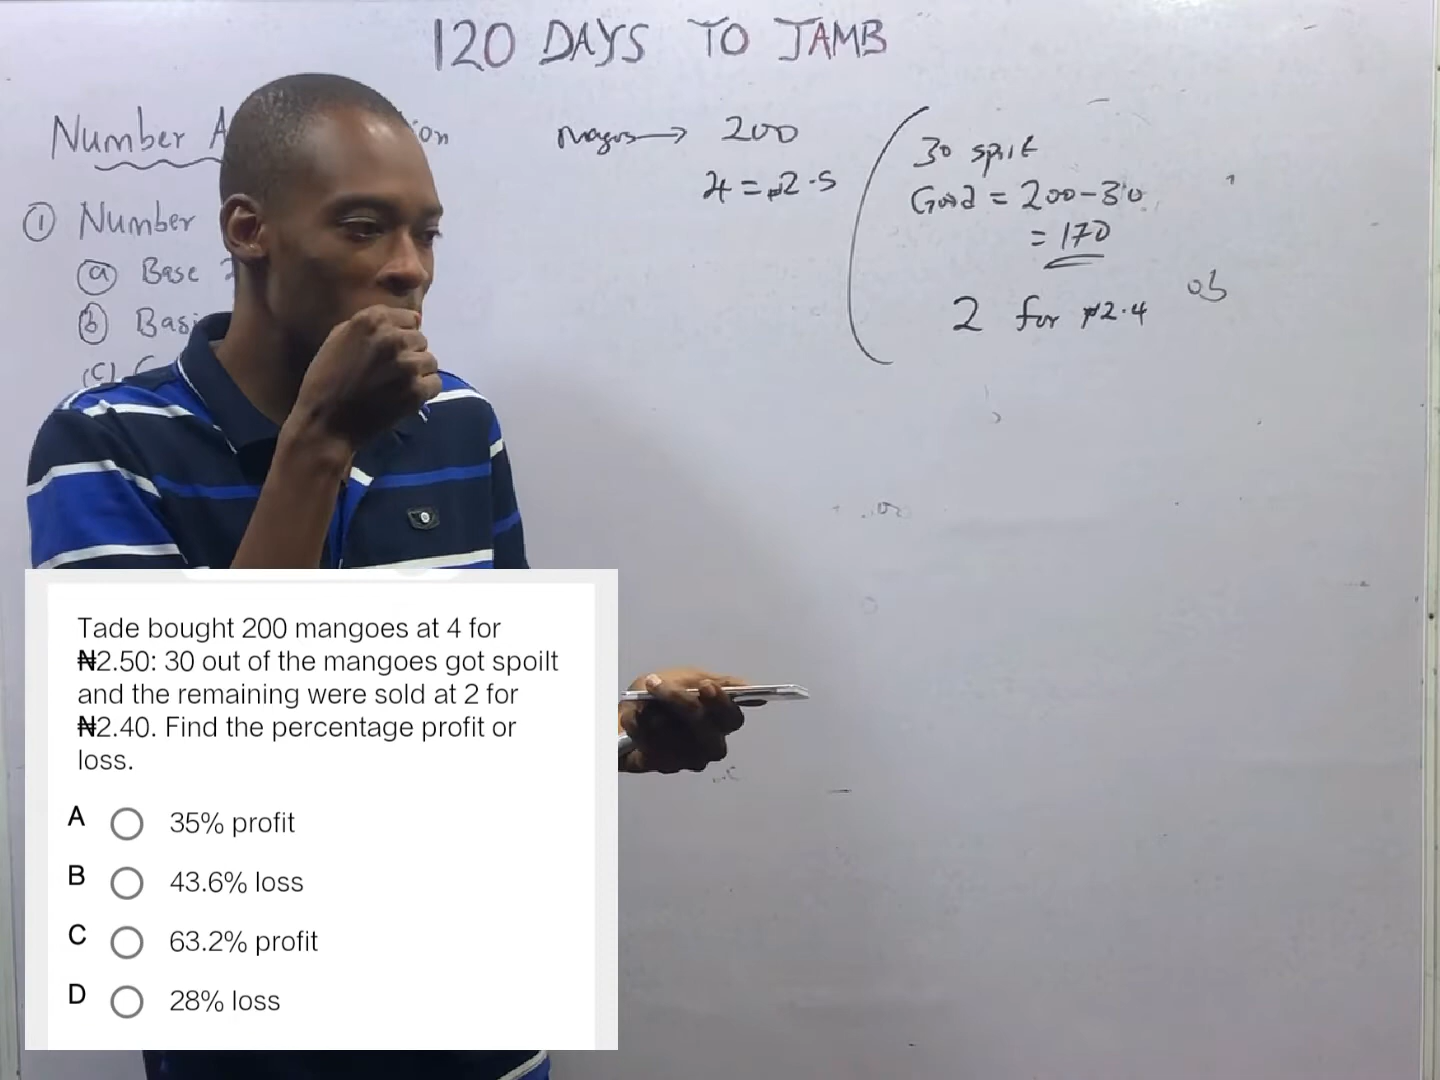 120 DAYS TO JAMB
Number A ion
① Number
ⓐ Base 2
ⓑ Basi
(c)
200
4 = ₦2.5
30 spilt
Good = 200-30
= 170
2 for ₦2.4
Tade bought 200 mangoes at 4 for
₦2.50: 30 out of the mangoes got spoilt
and the remaining were sold at 2 for
₦2.40. Find the percentage profit or
loss.
A 35% profit
B 43.6% loss
C 63.2% profit
D 28% loss